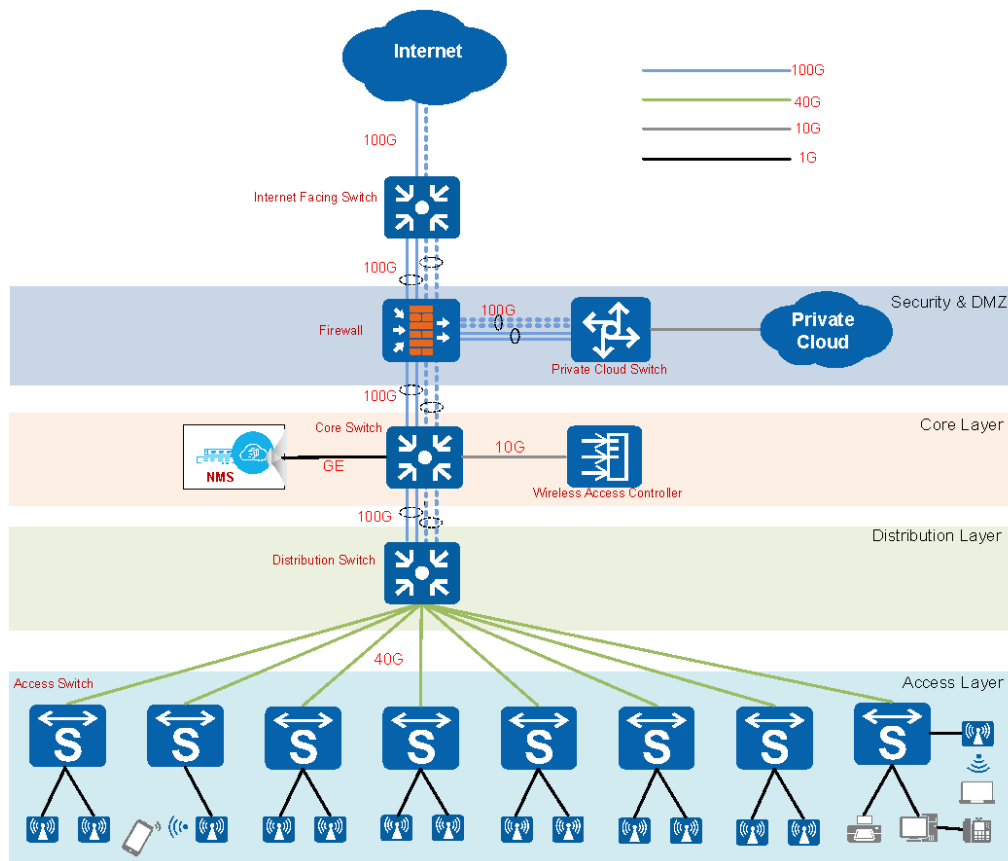 Internet
100G
40G
10G
1G
100G
Internet Facing Switch
100G
Security & DMZ
100G
Firewall
Private
Cloud
Private Cloud Switch
100G
Core Layer
Core Switch
10G
GE
NMS
Wireless Access Controller
100G
Distribution Layer
Distribution Switch
40G
Access Switch
Access Layer
S
S
S
S
S
S
S
S